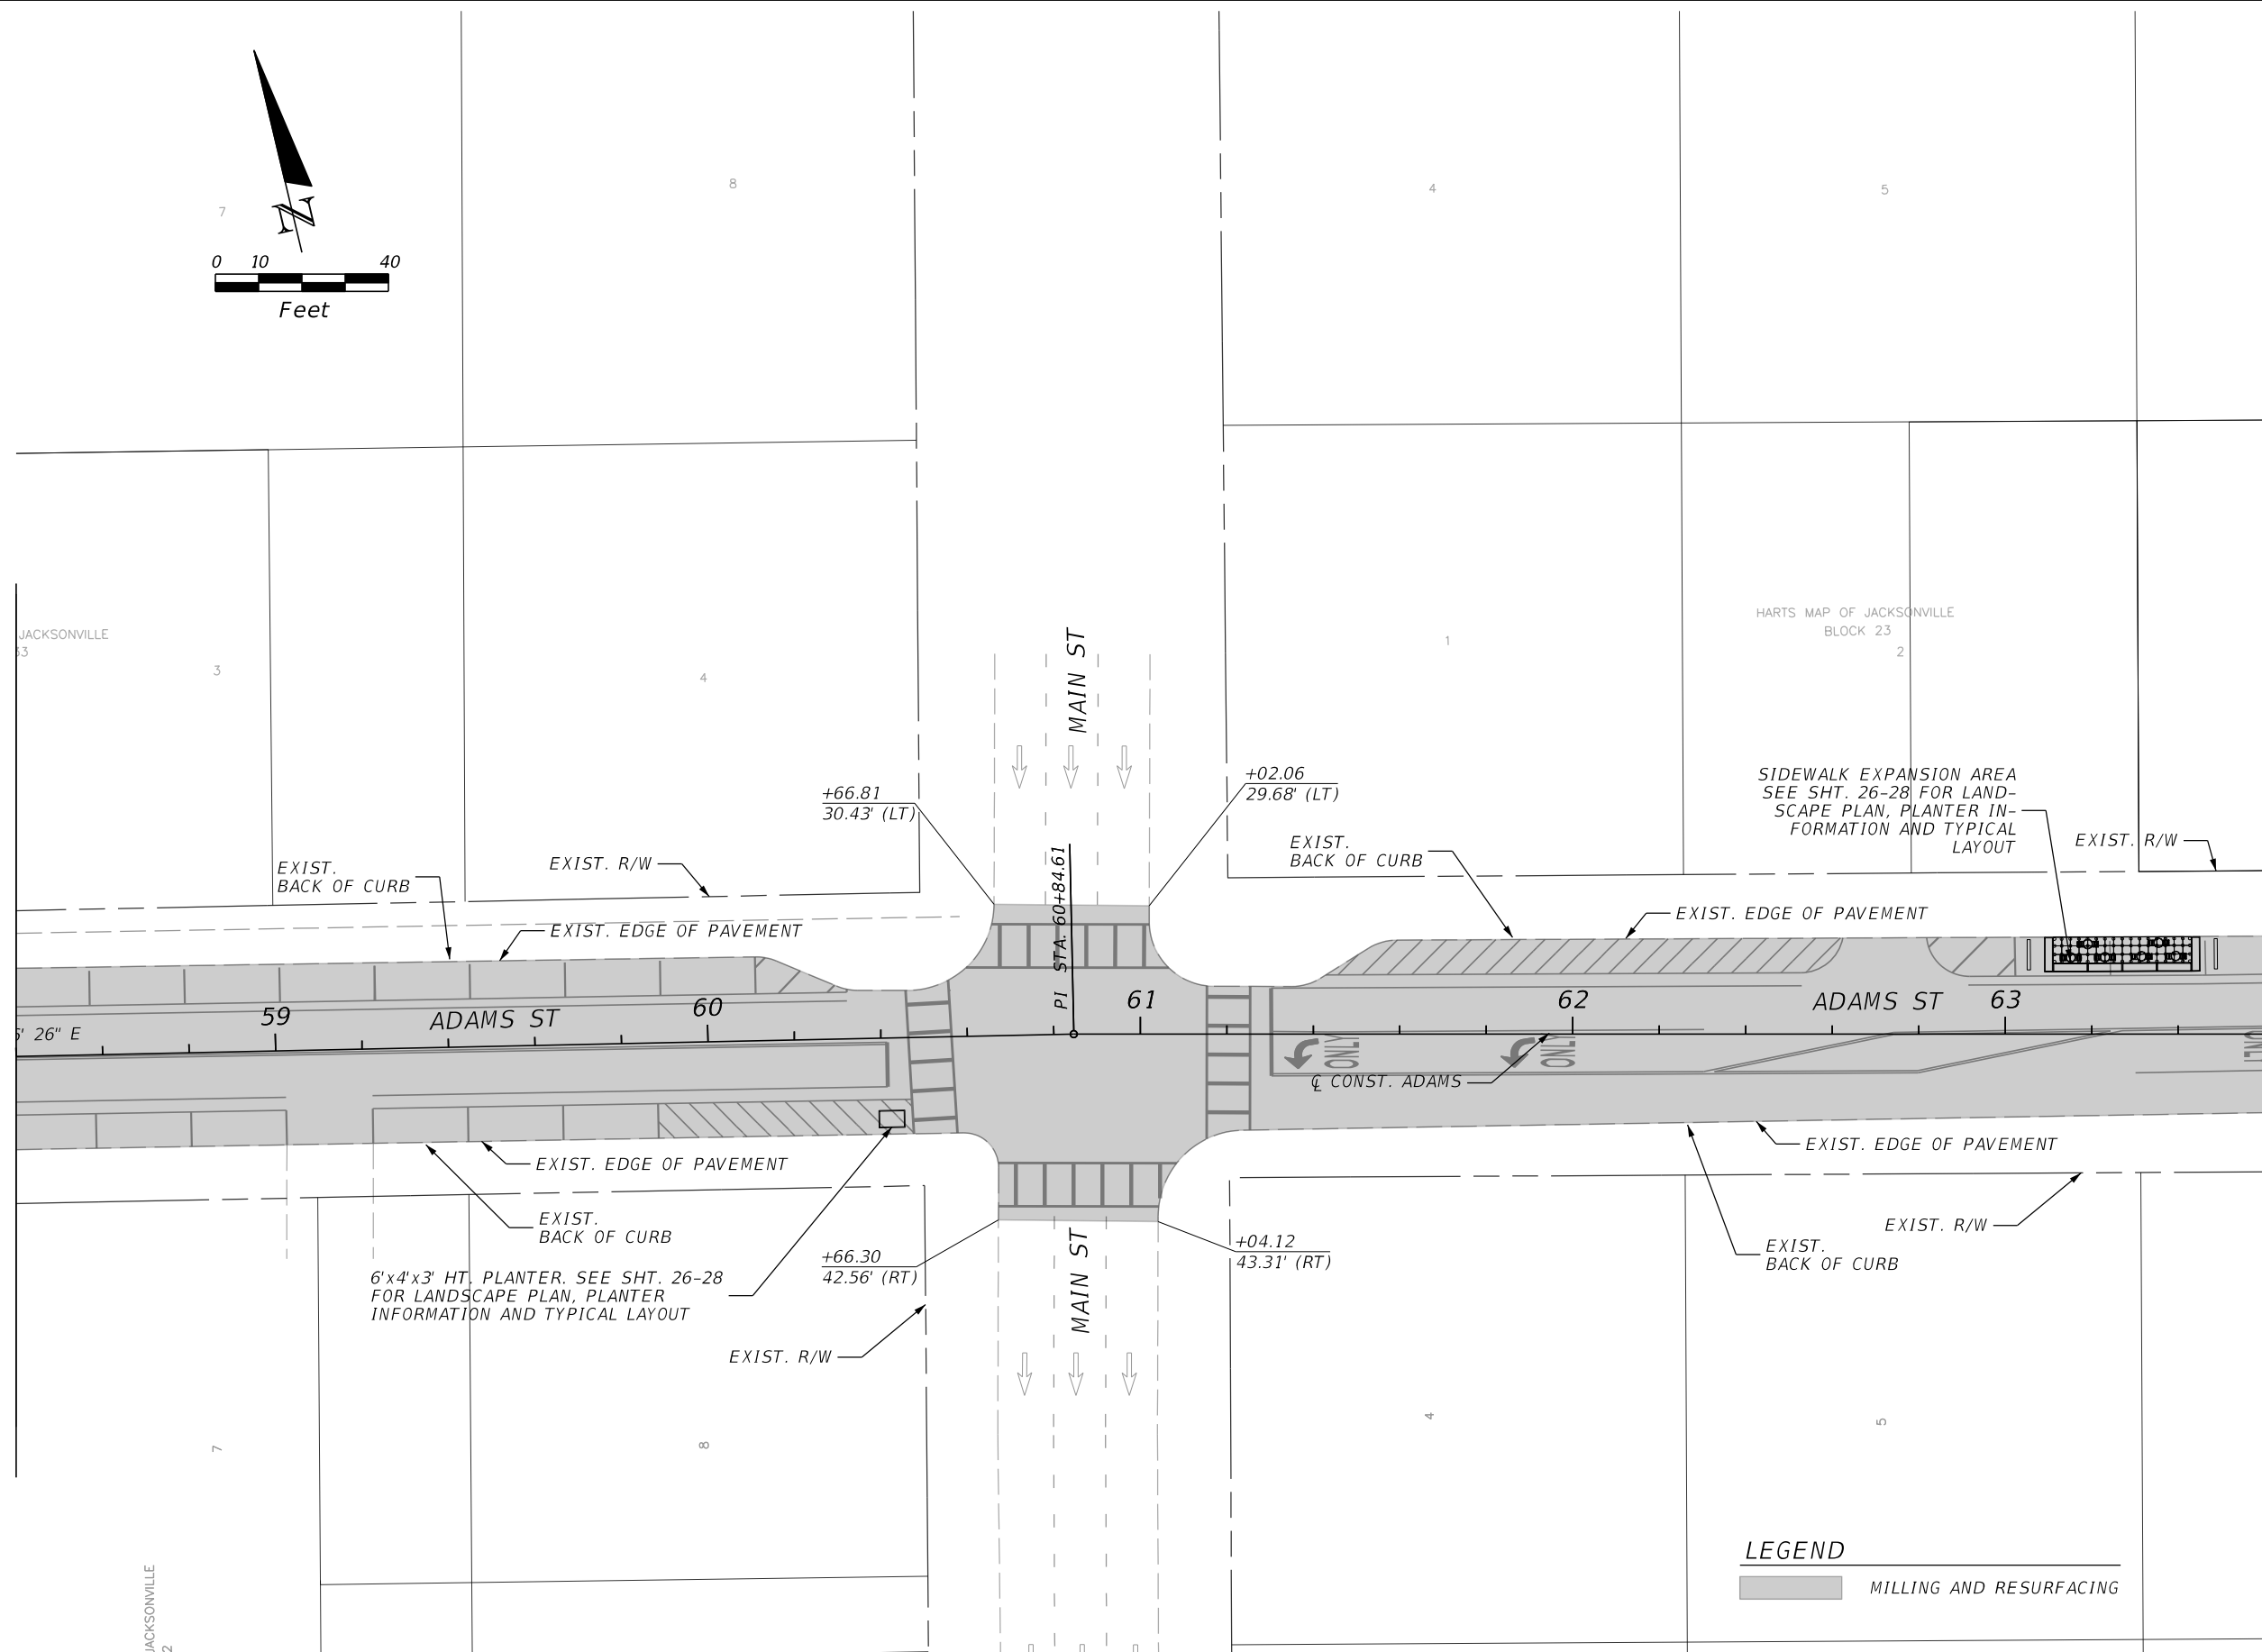 8
7
4
5
N
0 10 40
Feet
JACKSONVILLE
33
3
4
1
HARTS MAP OF JACKSONVILLE
BLOCK 23
2
MAIN ST
+66.81
30.43' (LT)
+02.06
29.68' (LT)
SIDEWALK EXPANSION AREA
SEE SHT. 26-28 FOR LAND-
SCAPE PLAN, PLANTER IN-
FORMATION AND TYPICAL
LAYOUT
EXIST. R/W
EXIST.
BACK OF CURB
EXIST. R/W
EXIST.
BACK OF CURB
EXIST. EDGE OF PAVEMENT
EXIST. EDGE OF PAVEMENT
PI STA. 60+84.61
59
ADAMS ST
60
61
62
ADAMS ST
63
5' 26" E
ONLY
ONLY
ONLY
℄ CONST. ADAMS
EXIST. EDGE OF PAVEMENT
EXIST. EDGE OF PAVEMENT
EXIST.
BACK OF CURB
EXIST. R/W
EXIST.
BACK OF CURB
+66.30
42.56' (RT)
+04.12
43.31' (RT)
MAIN ST
6'x4'x3' HT. PLANTER. SEE SHT. 26-28
FOR LANDSCAPE PLAN, PLANTER
INFORMATION AND TYPICAL LAYOUT
EXIST. R/W
7
8
4
5
JACKSONVILLE
2
LEGEND
MILLING AND RESURFACING